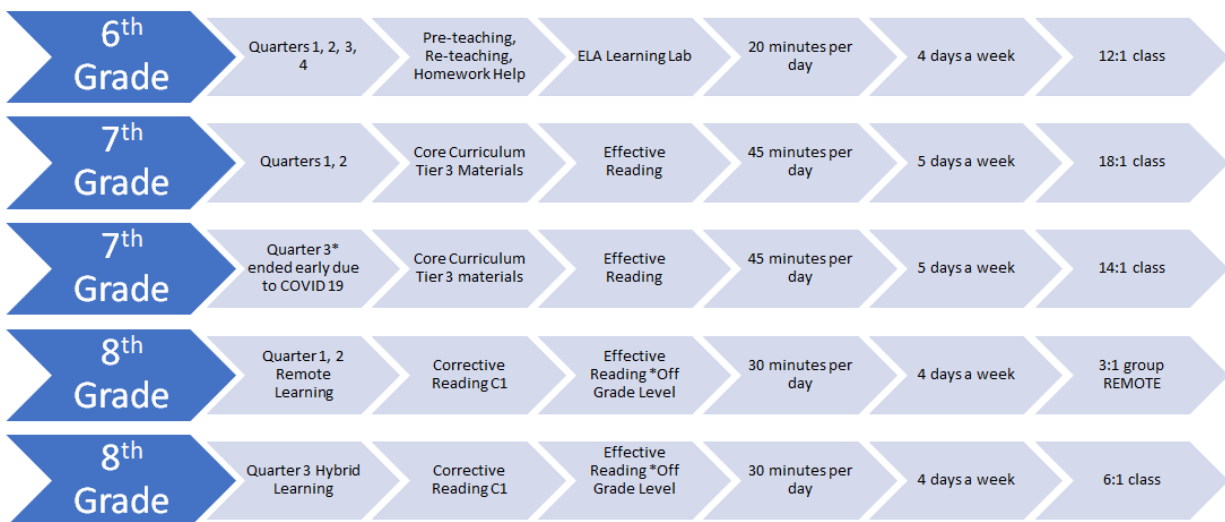 6th
Grade
Quarters 1, 2, 3,
4
Pre-teaching,
Re-teaching,
Homework Help
ELA Learning Lab
20 minutes per
day
4 days a week
12:1 class
7th
Grade
Quarters 1, 2
Core Curriculum
Tier 3 Materials
Effective
Reading
45 minutes per
day
5 days a week
18:1 class
7th
Grade
Quarter 3*
ended early due
to COVID 19
Core Curriculum
Tier 3 materials
Effective
Reading
45 minutes per
day
5 days a week
14:1 class
8th
Grade
Quarter 1, 2
Remote
Learning
Corrective
Reading C1
Effective
Reading *Off
Grade Level
30 minutes per
day
4 days a week
3:1 group
REMOTE
8th
Grade
Quarter 3 Hybrid
Learning
Corrective
Reading C1
Effective
Reading *Off
Grade Level
30 minutes per
day
4 days a week
6:1 class